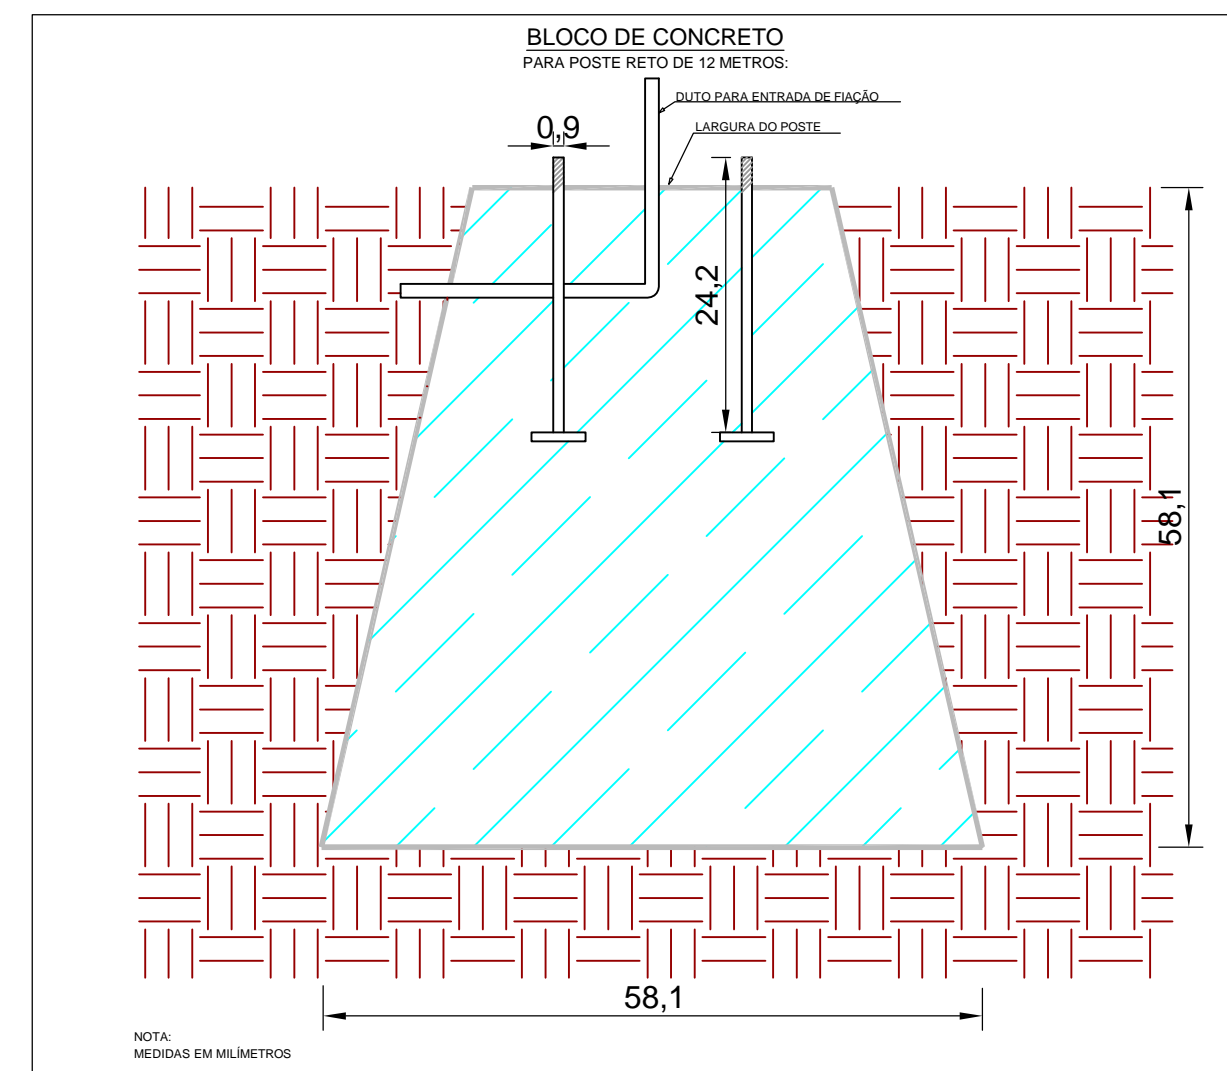 BLOCO DE CONCRETO
PARA POSTE RETO DE 12 METROS:
DUTO PARA ENTRADA DE FIAÇÃO
LARGURA DO POSTE
0,9
24,2
58,1
58,1
NOTA:
MEDIDAS EM MILÍMETROS